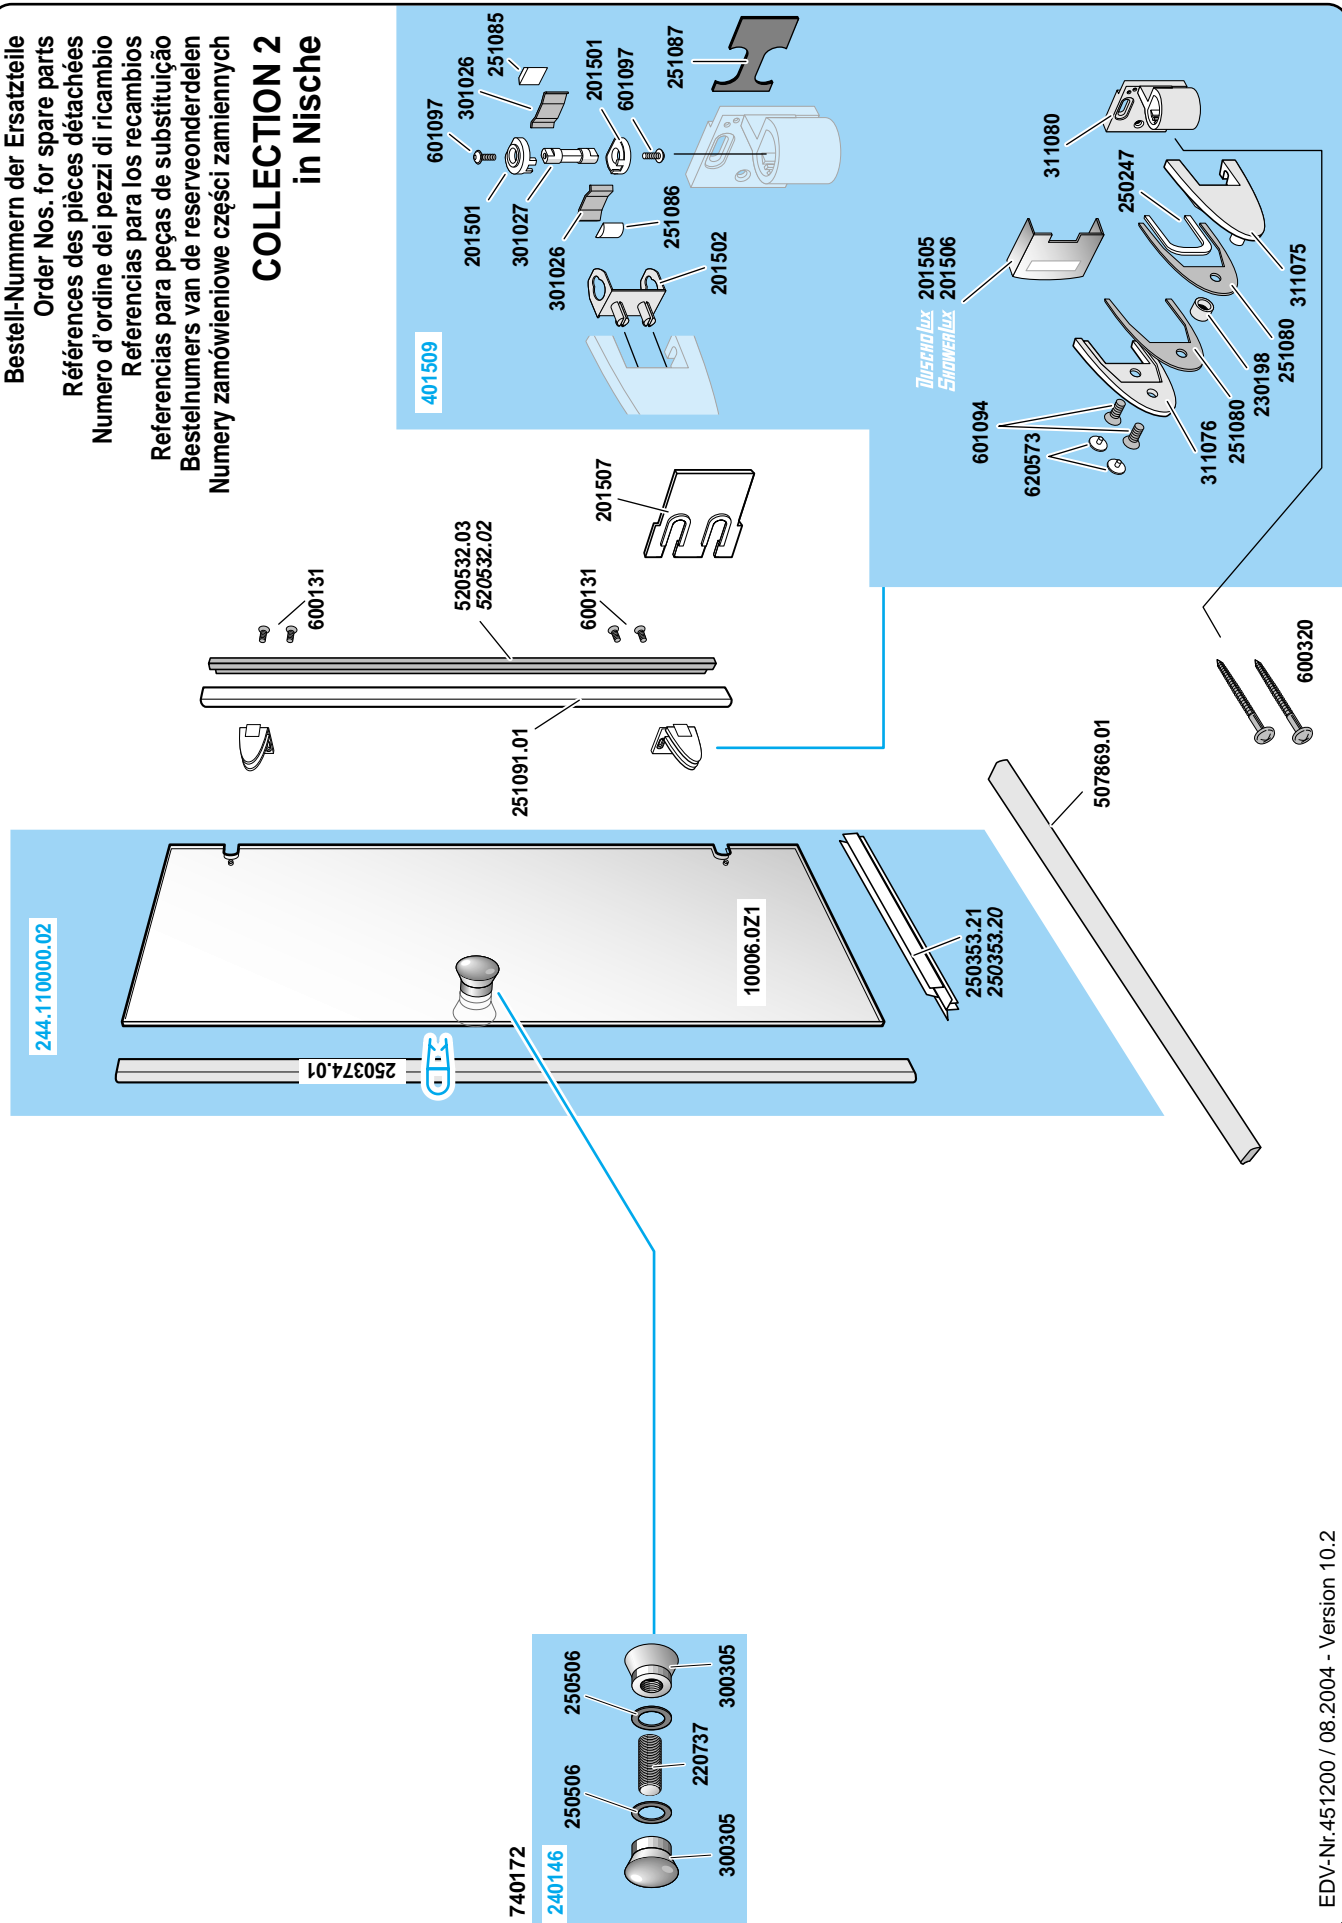 Bestell-Nummern der Ersatzteile
Order Nos. for spare parts
Références des pièces détachées
Numero d'ordine dei pezzi di ricambio
Referencias para los recambios
Referencias para peças de substituição
Bestelnumers van de reserveonderdelen
Numery zamówieniowe części zamiennych
COLLECTION 2
in Nische
244.110000.02
250374.01
10006.0Z1
250353.21
250353.20
507869.01
251091.01
520532.03
520532.02
600131
600131
201507
401509
601097
201501
301027
301026
301026
251085
201501
601097
251086
201502
251087
DUSCHOLUX 201505
SHOWERLUX 201506
601094
620573
311076
251080
230198
251080
311075
250247
311080
600320
740172
240146
250506
250506
300305
220737
300305
EDV-Nr.451200 / 08.2004 - Version 10.2